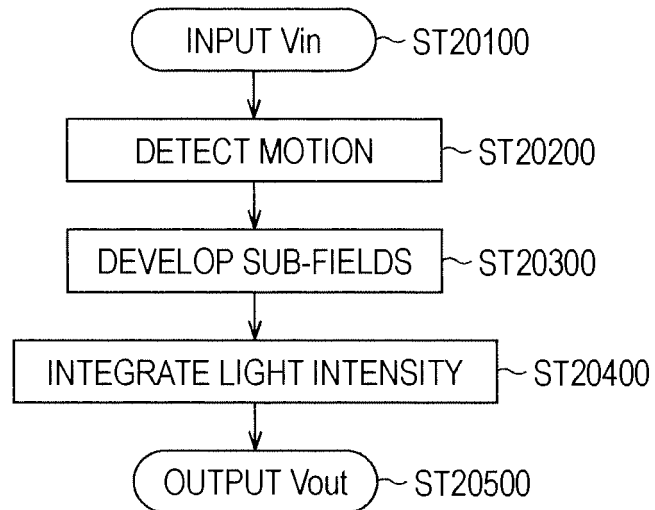 INPUT Vin ST20100
DETECT MOTION ST20200
DEVELOP SUB-FIELDS ST20300
INTEGRATE LIGHT INTENSITY ST20400
OUTPUT Vout ST20500